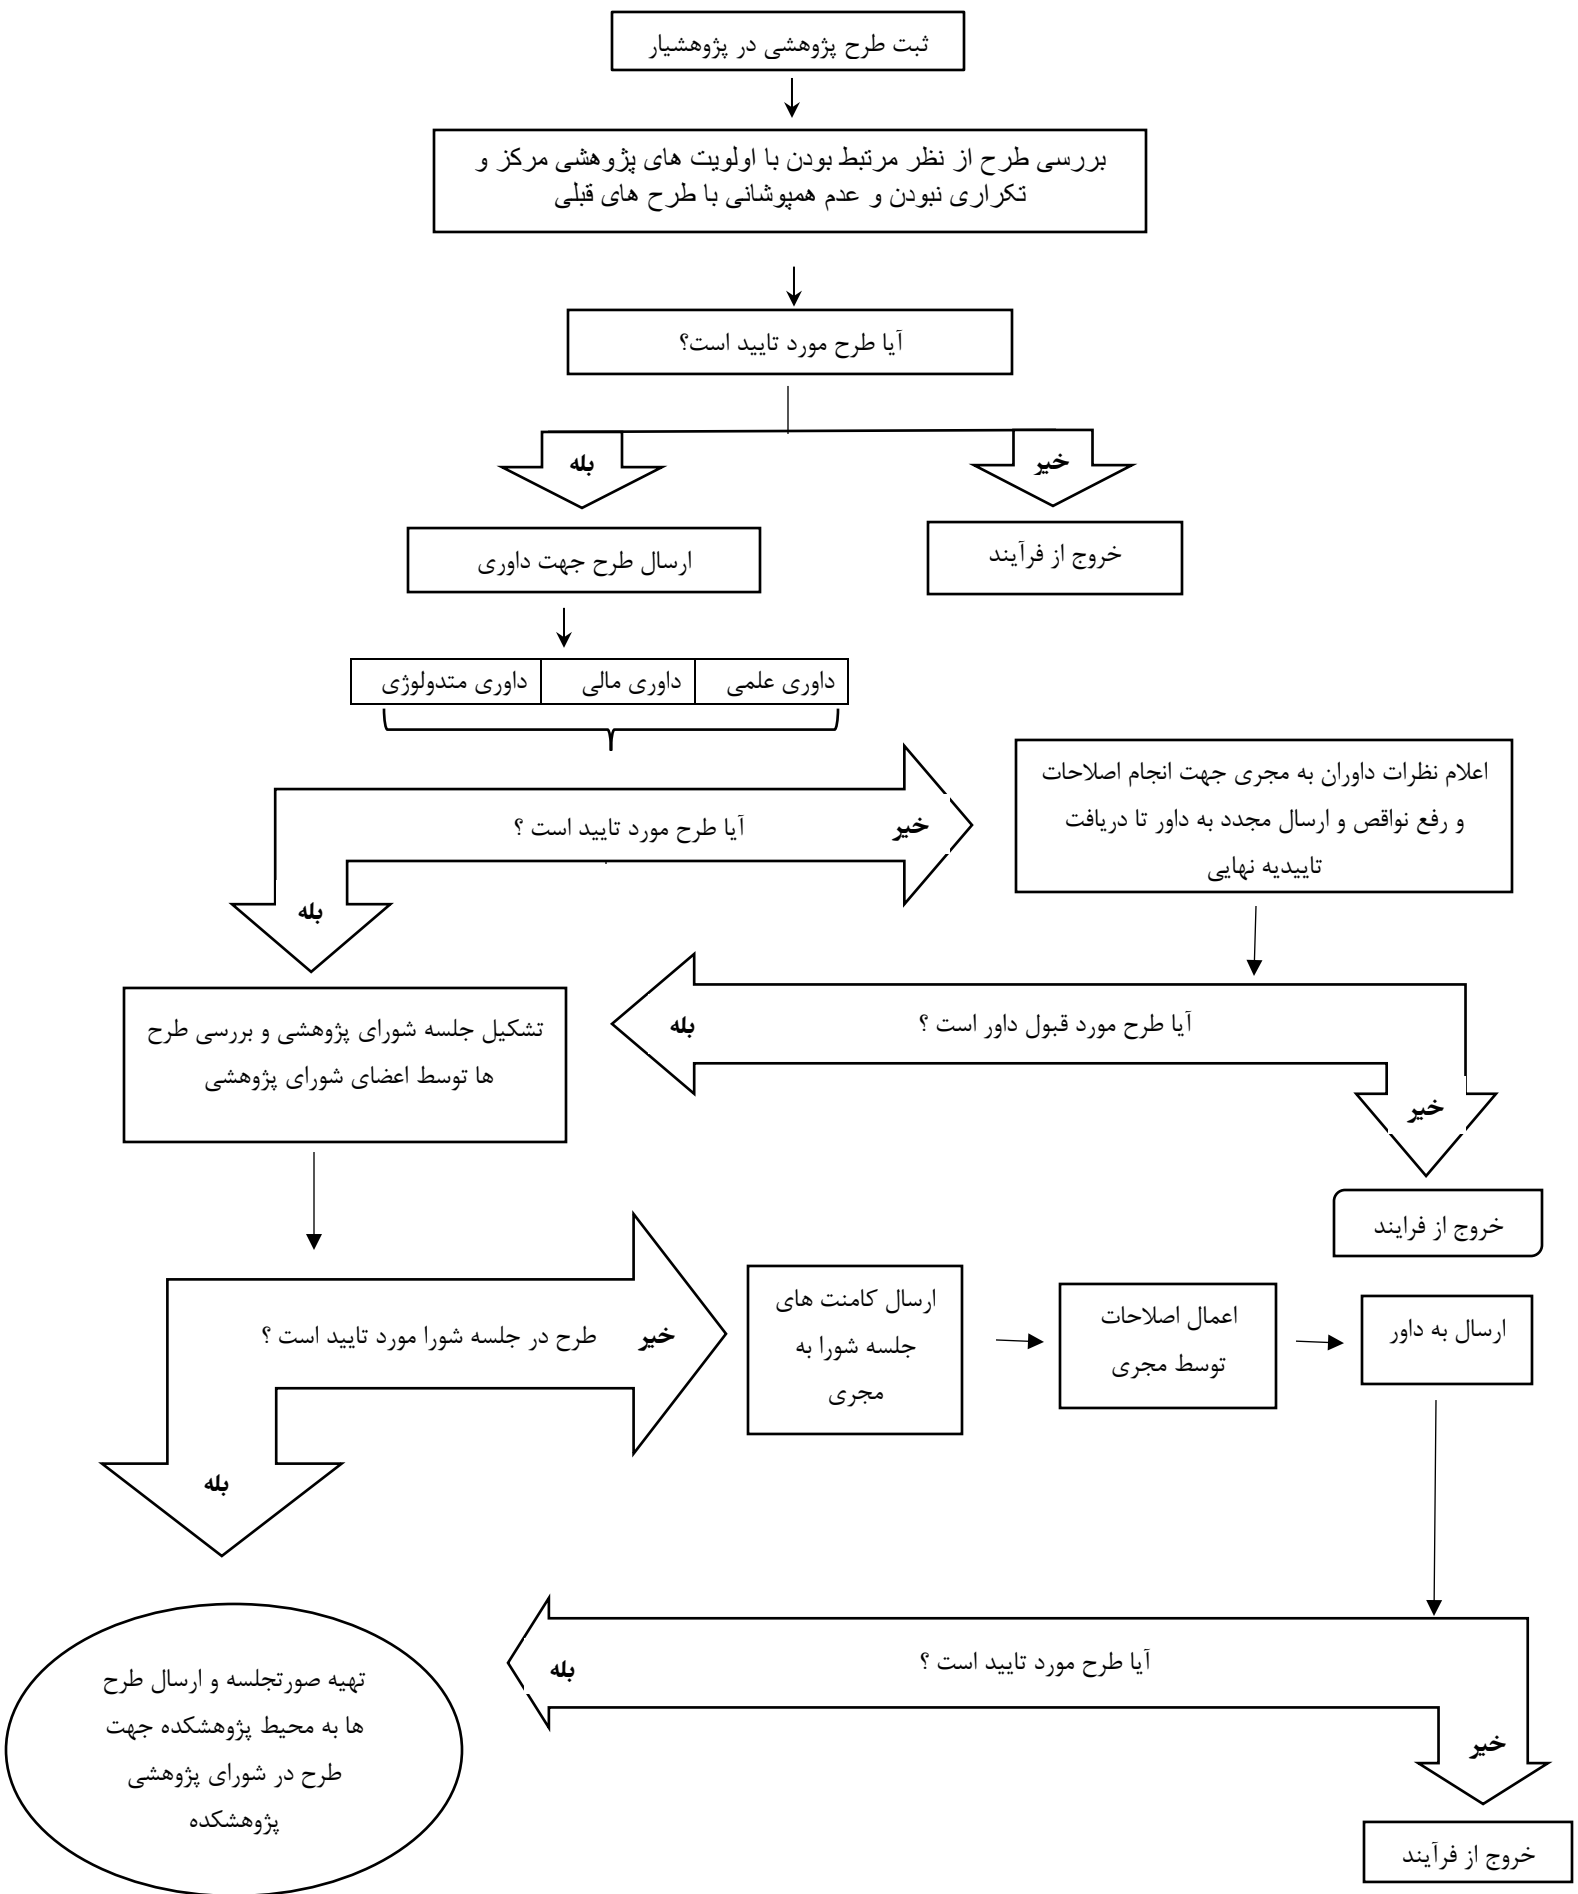 ثبت طرح پژوهشی در پژوهشیار
بررسی طرح از نظر مرتبط بودن با اولویت های پژوهشی مرکز و
تکراری نبودن و عدم همپوشانی با طرح های قبلی
آیا طرح مورد تایید است؟
خیر
بله
خروج از فرآیند
ارسال طرح جهت داوری
داوری علمی
داوری مالی
داوری متدولوژی
اعلام نظرات داوران به مجری جهت انجام اصلاحات
و رفع نواقص و ارسال مجدد به داور تا دریافت
تاییدیه نهایی
آیا طرح مورد تایید است ؟
خیر
بله
آیا طرح مورد قبول داور است ؟
بله
خیر
تشکیل جلسه شورای پژوهشی و بررسی طرح
ها توسط اعضای شورای پژوهشی
خروج از فرایند
طرح در جلسه شورا مورد تایید است ؟
خیر
بله
ارسال کامنت های
جلسه شورا به
مجری
اعمال اصلاحات
توسط مجری
ارسال به داور
آیا طرح مورد تایید است ؟
بله
خیر
تهیه صورتجلسه و ارسال طرح
ها به محیط پژوهشکده جهت
طرح در شورای پژوهشی
پژوهشکده
خروج از فرآیند